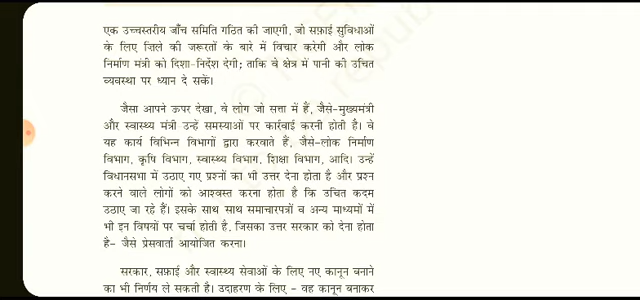 एक उच्चस्तरीय जाँच समिति गठित की जाएगी, जो सफ़ाई सुविधाओं
के लिए ज़िले की जरूरतों के बारे में विचार करेगी और लोक
निर्माण मंत्री को दिशा-निर्देश देगी; ताकि वे क्षेत्र में पानी की उचित
व्यवस्था पर ध्यान दे सकें।
जैसा आपने ऊपर देखा, वे लोग जो सत्ता में हैं, जैसे-मुख्यमंत्री
और स्वास्थ्य मंत्री-उन्हें समस्याओं पर कार्रवाई करनी होती है। वे
यह कार्य विभिन्न विभागों द्वारा करवाते हैं, जैसे-लोक निर्माण
विभाग, कृषि विभाग, स्वास्थ्य विभाग, शिक्षा विभाग, आदि। उन्हें
विधानसभा में उठाए गए प्रश्नों का भी उत्तर देना होता है और प्रश्न
करने वाले लोगों को आश्वस्त करना होता है कि उचित कदम
उठाए जा रहे हैं। इसके साथ साथ समाचारपत्रों व अन्य माध्यमों में
भी इन विषयों पर चर्चा होती है, जिसका उत्तर सरकार को देना होता
है– जैसे प्रेसवार्ता आयोजित करना।
सरकार, सफ़ाई और स्वास्थ्य सेवाओं के लिए नए कानून बनाने
का भी निर्णय ले सकती है। उदाहरण के लिए – वह कानून बनाकर